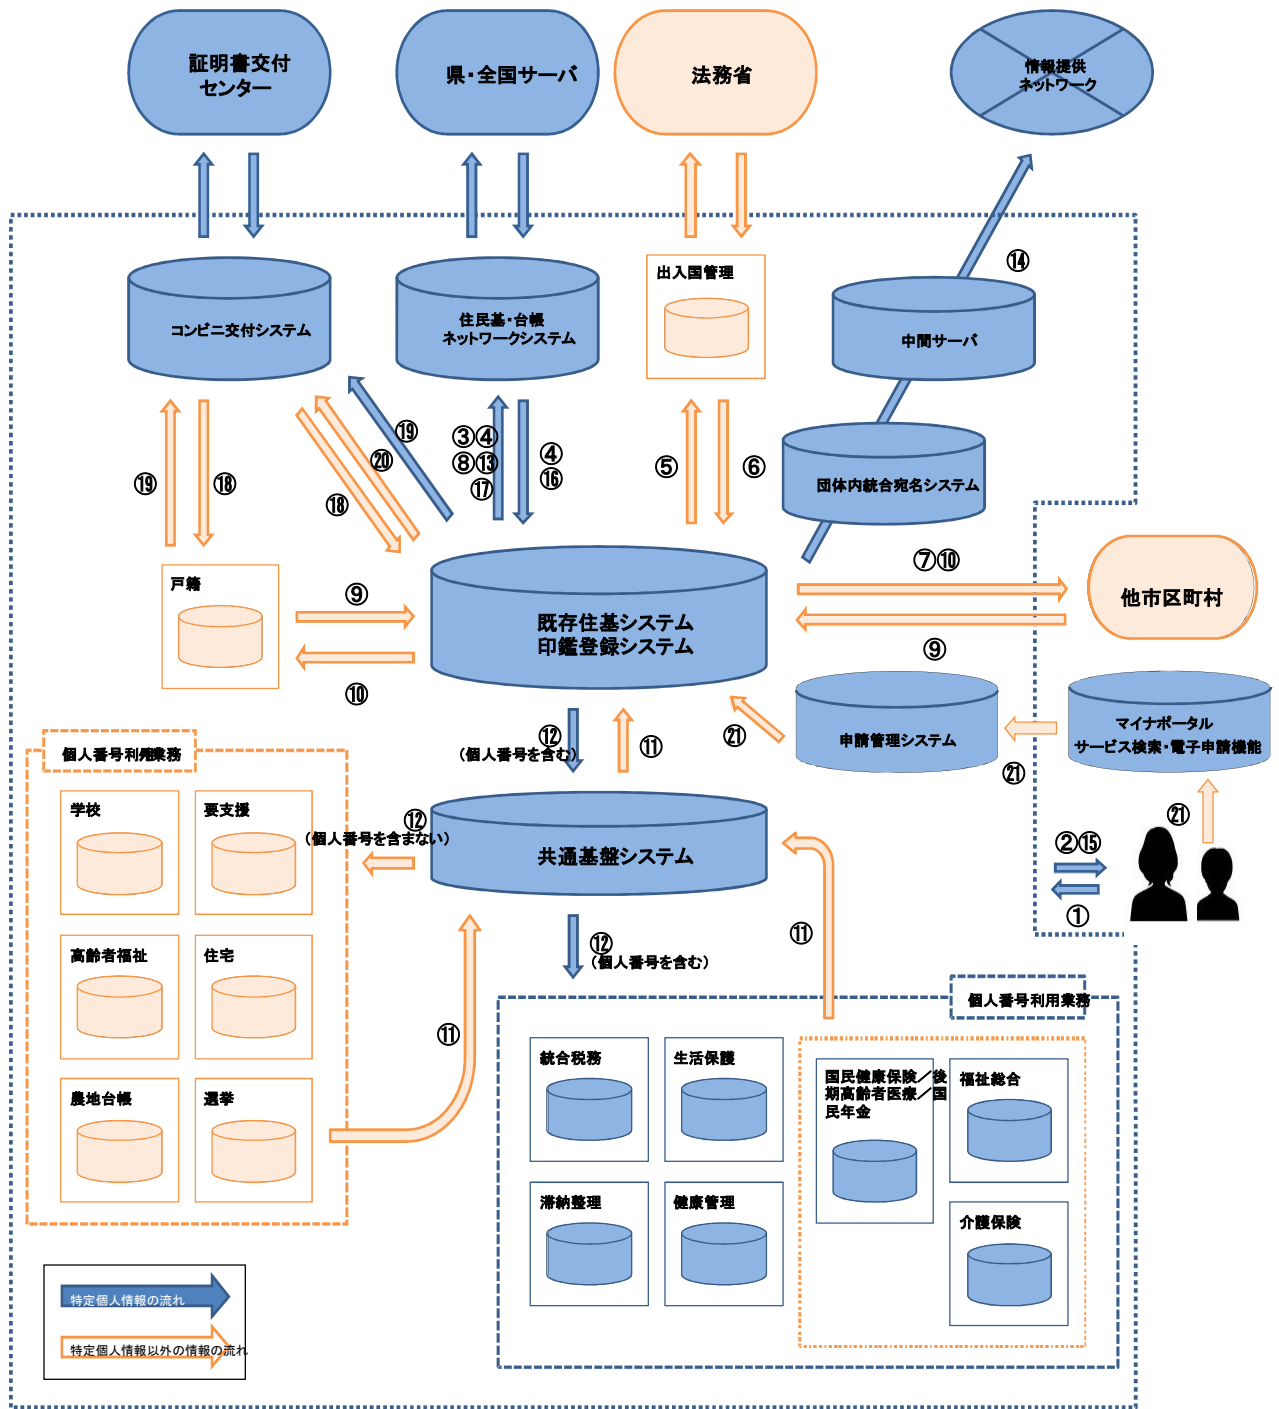 証明書交付
センター
県・全国サーバ
法務省
情報提供
ネットワーク
⑭
コンビニ交付システム
住民基・台帳
ネットワークシステム
出入国管理
中間サーバ
⑲
⑱
⑲
⑳
⑱
③④
⑧⑬
⑰
④
⑯
⑤
⑥
団体内統合宛名システム
戸籍
⑨
⑩
既存住基システム
印鑑登録システム
⑦⑩
⑨
他市区町村
申請管理システム
マイナポータル
サービス検索・電子申請機能
㉑
㉑
㉑
⑫
（個人番号を含む）
⑪
個人番号利用業務
学校
要支援
高齢者福祉
住宅
農地台帳
選挙
⑫
（個人番号を含まない）
共通基盤システム
②⑮
①
⑪
⑫
（個人番号を含む）
⑪
個人番号利用業務
統合税務
生活保護
国民健康保険／後
期高齢者医療／国
民年金
福祉総合
滞納整理
健康管理
介護保険
特定個人情報の流れ
特定個人情報以外の情報の流れ